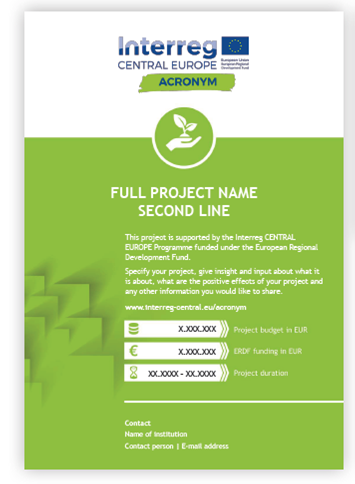 Interreg
CENTRAL EUROPE
European Union
European Regional
Development Fund
ACRONYM
FULL PROJECT NAME
SECOND LINE
This project is supported by the Interreg CENTRAL
EUROPE Programme funded under the European Regional
Development Fund.
Specify your project, give insight and input about what it
is about, what are the positive effects of your project and
any other information you would like to share.
www.interreg-central.eu/acronym
X.XXX.XXX Project budget in EUR
€ X.XXX.XXX ERDF funding in EUR
XX.XXXX - XX.XXXX Project duration
Contact
Name of institution
Contact person | E-mail address